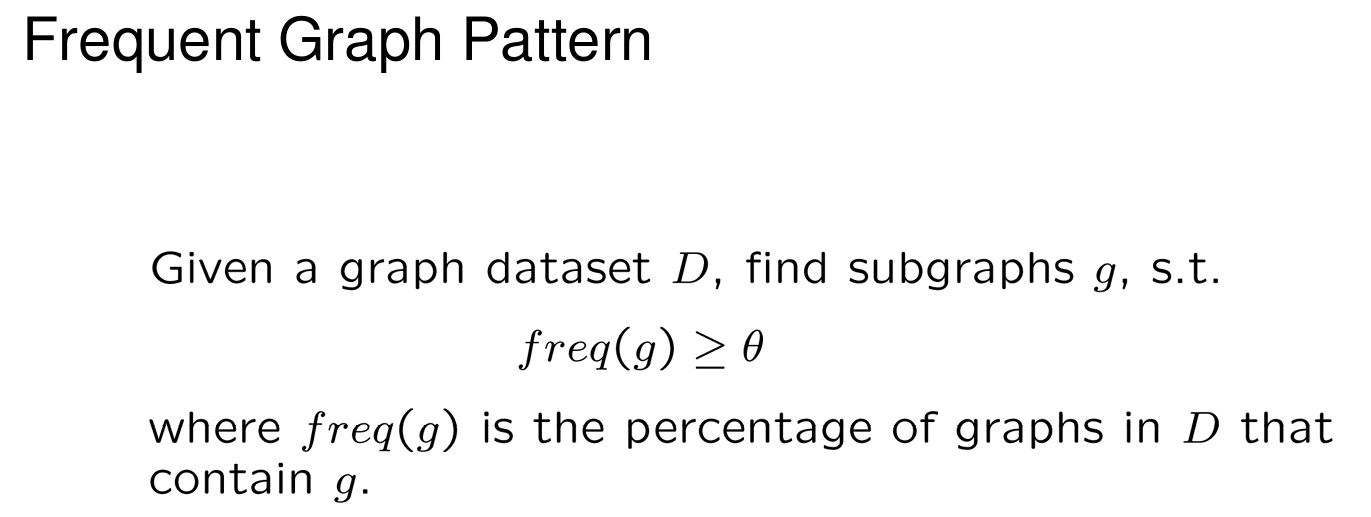 Frequent Graph Pattern
Given a graph dataset D, find subgraphs g, s.t.
freq(g) ≥ θ
where freq(g) is the percentage of graphs in D that
contain g.